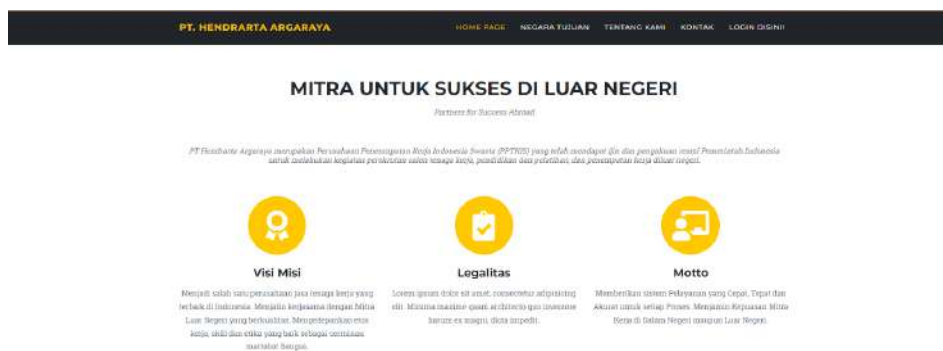 PT. HENDRARTA ARGARAYA
HOME PAGE NEGARA TUJUAN TENTANG KAMI KONTAK LOGIN DISINI!
MITRA UNTUK SUKSES DI LUAR NEGERI
Partners for Success Abroad
PT Hendrarta Argaraya merupakan Perusahaan Penempatan Kerja Indonesia Swasta (PPTKIS) yang telah mendapat ijin dan pengakuan resmi Pemerintah Indonesia
untuk melakukan kegiatan perekrutan calon tenaga kerja, pendidikan dan pelatihan, dan penempatan kerja diluar negeri.
Visi Misi
Menjadi salah satu perusahaan jasa tenaga kerja yang
terbaik di Indonesia. Menjalin kerjasama dengan Mitra
Luar Negeri yang berkualitas. Mengedepankan etos
kerja, skill dan etika yang baik sebagai cerminan
martabat Bangsa.
Legalitas
Lorem ipsum dolor sit amet, consectetur adipisicing
elit. Minima maxime quam architecto quo inventore
harum ex magni, dicta impedit.
Motto
Memberikan sistem Pelayanan yang Cepat, Tepat dan
Akurat untuk setiap Proses. Menjamin Kepuasan Mitra
Kerja di Dalam Negeri maupun Luar Negeri.